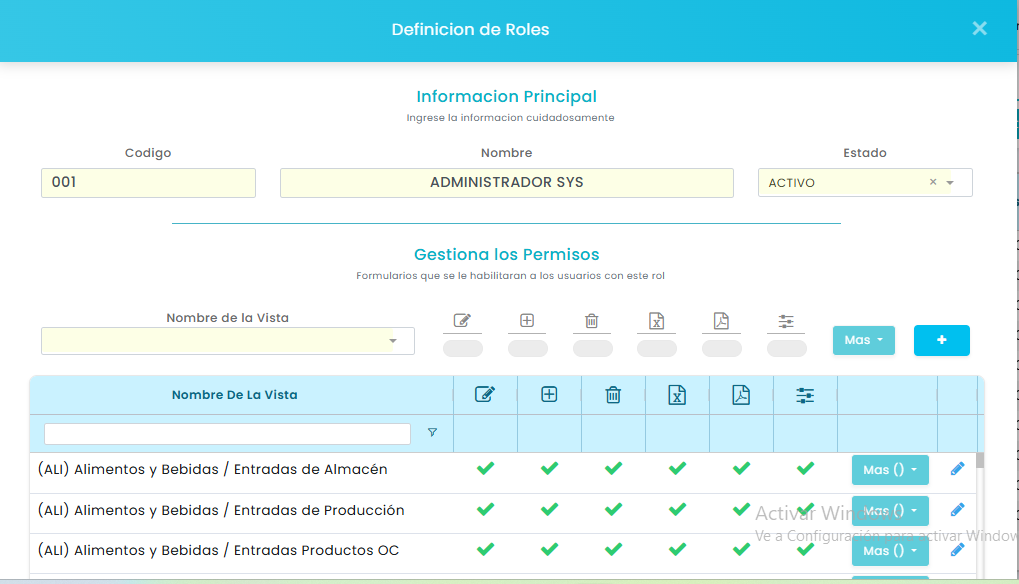 Definicion de Roles
Informacion Principal
Ingrese la informacion cuidadosamente
Codigo Nombre Estado
001 ADMINISTRADOR SYS ACTIVO
Gestiona los Permisos
Formularios que se le habilitaran a los usuarios con este rol
Nombre de la Vista
Mas
Nombre De La Vista
(ALI) Alimentos y Bebidas / Entradas de Almacén Mas ()
(ALI) Alimentos y Bebidas / Entradas de Producción Mas ()
Activar Windows
Ve a Configuración para activar Window
(ALI) Alimentos y Bebidas / Entradas Productos OC Mas ()